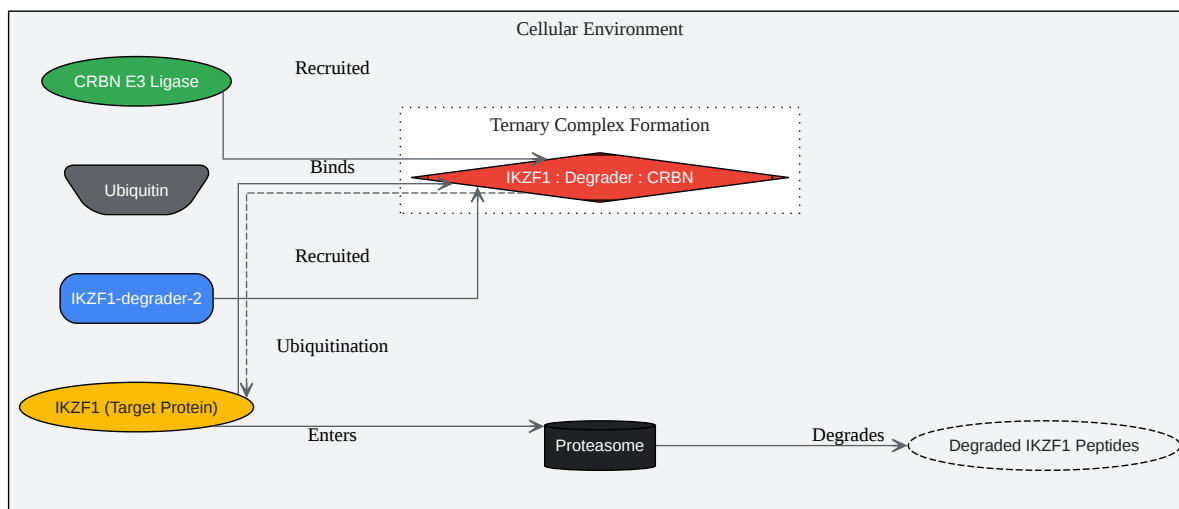 Cellular Environment
Recruited
CRBN E3 Ligase
Ternary Complex Formation
Binds
IKZF1 : Degrader : CRBN
Ubiquitin
Recruited
IKZF1-degrader-2
Ubiquitination
IKZF1 (Target Protein)
Enters
Proteasome
Degrades
Degraded IKZF1 Peptides